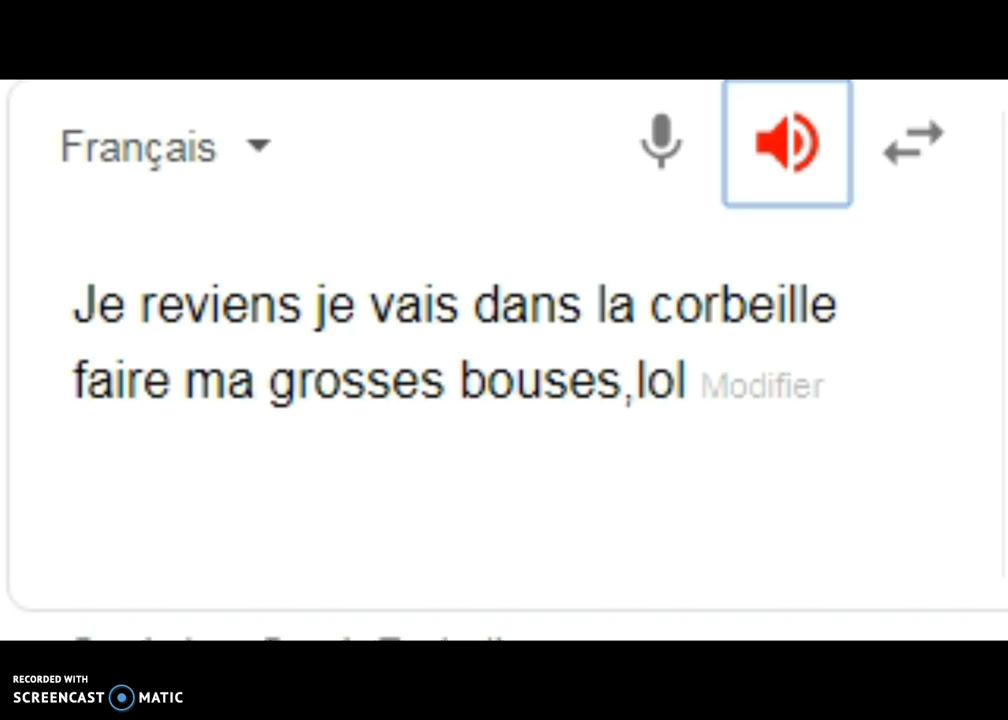 Français
Je reviens je vais dans la corbeille
faire ma grosses bouses,lol Modifier
RECORDED WITH
SCREENCAST MATIC